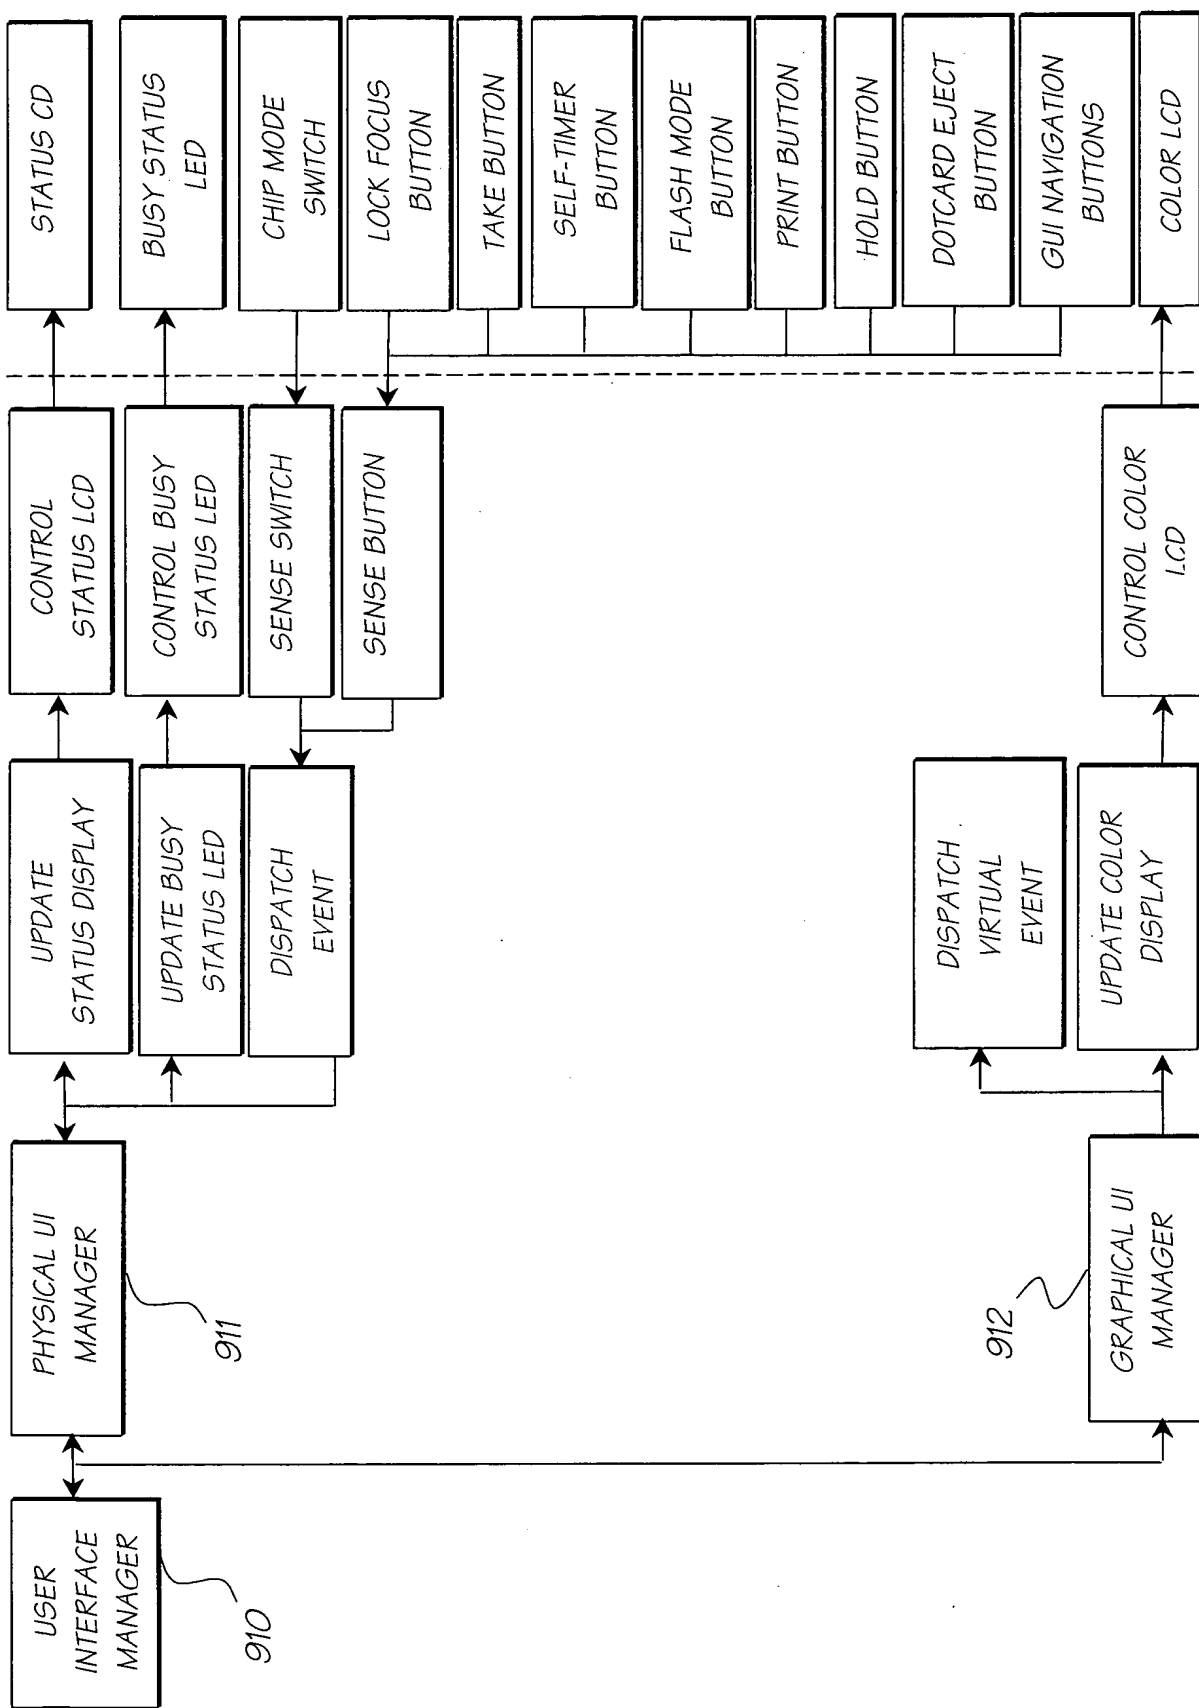 USER
INTERFACE
MANAGER
910
PHYSICAL UI
MANAGER
911
GRAPHICAL UI
MANAGER
912
UPDATE
STATUS DISPLAY
UPDATE BUSY
STATUS LED
DISPATCH
EVENT
DISPATCH
VIRTUAL
EVENT
UPDATE COLOR
DISPLAY
CONTROL
STATUS LCD
CONTROL BUSY
STATUS LED
SENSE SWITCH
SENSE BUTTON
CONTROL COLOR
LCD
STATUS CD
BUSY STATUS
LED
CHIP MODE
SWITCH
LOCK FOCUS
BUTTON
TAKE BUTTON
SELF-TIMER
BUTTON
FLASH MODE
BUTTON
PRINT BUTTON
HOLD BUTTON
DOTCARD EJECT
BUTTON
GUI NAVIGATION
BUTTONS
COLOR LCD